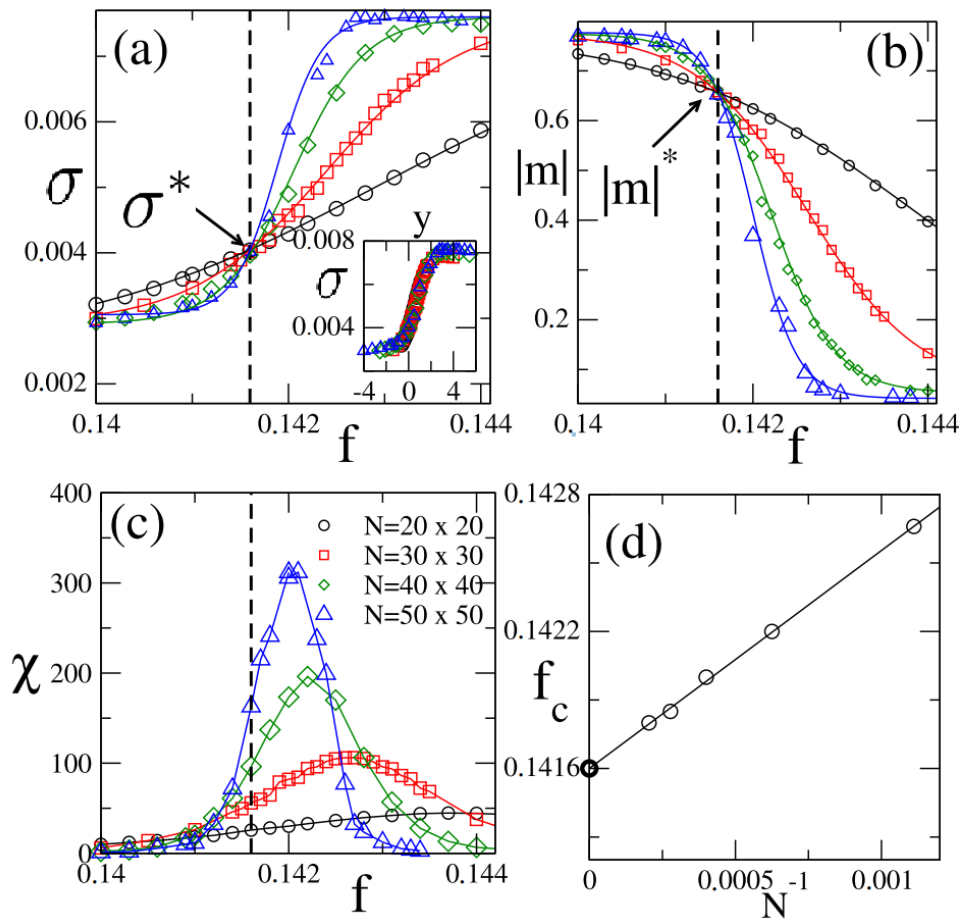 (a)
0.006
σ
σ*
0.004
0.002
0.14
0.142
0.144
f
y
0.008
σ
0.004
-4
0
4
(b)
0.6
|m|
|m|*
0.4
0.2
0.14
0.142
0.144
f
(c)
400
300
χ
200
100
0
0.14
0.142
0.144
f
N=20 x 20
N=30 x 30
N=40 x 40
N=50 x 50
(d)
0.1428
0.1422
f_c
0.1416
0
0.0005
0.001
N^-1